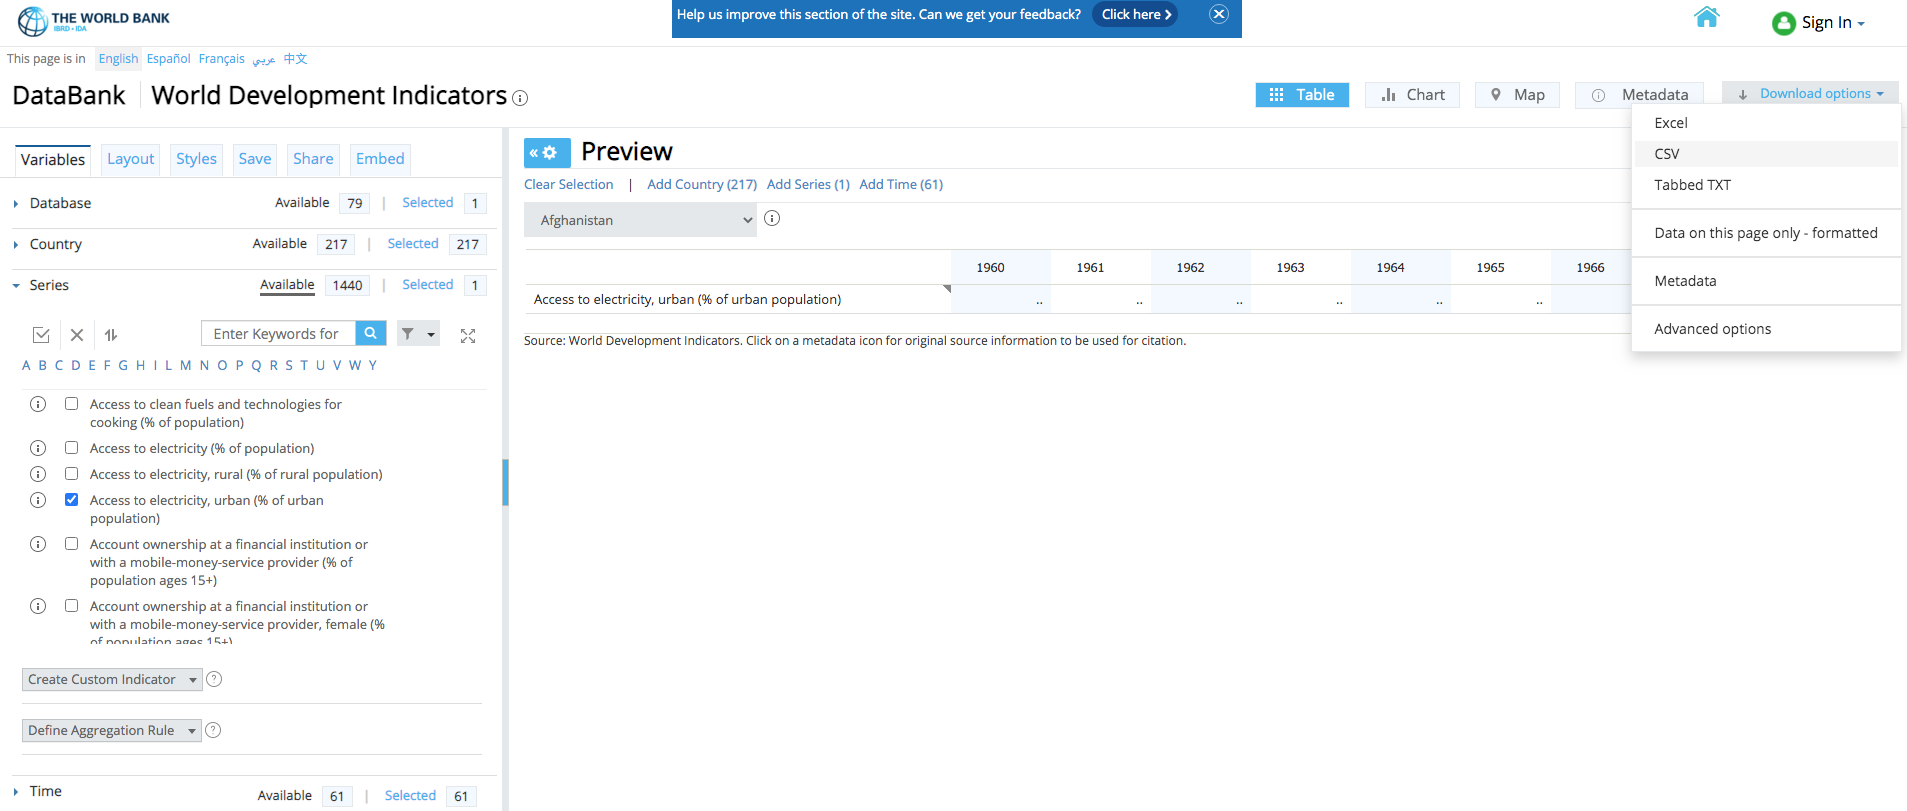 THE WORLD BANK
IBRD • IDA
Help us improve this section of the site. Can we get your feedback? Click here
Sign In
This page is in English Español Français عربي 中文
DataBank World Development Indicators
Table Chart Map Metadata Download options
Excel
CSV
Tabbed TXT
Data on this page only - formatted
Metadata
Advanced options
Variables Layout Styles Save Share Embed
Database Available 79 | Selected 1
Country Available 217 | Selected 217
Series Available 1440 | Selected 1
Enter Keywords for
A B C D E F G H I L M N O P Q R S T U V W Y
Access to clean fuels and technologies for
cooking (% of population)
Access to electricity (% of population)
Access to electricity, rural (% of rural population)
Access to electricity, urban (% of urban
population)
Account ownership at a financial institution or
with a mobile-money-service provider (% of
population ages 15+)
Account ownership at a financial institution or
with a mobile-money-service provider, female (%
of population ages 15+)
Create Custom Indicator ?
Define Aggregation Rule ?
Time Available 61 | Selected 61
« Preview
Clear Selection | Add Country (217) Add Series (1) Add Time (61)
Afghanistan
1960 1961 1962 1963 1964 1965 1966
Access to electricity, urban (% of urban population) .. .. .. .. .. ..
Source: World Development Indicators. Click on a metadata icon for original source information to be used for citation.